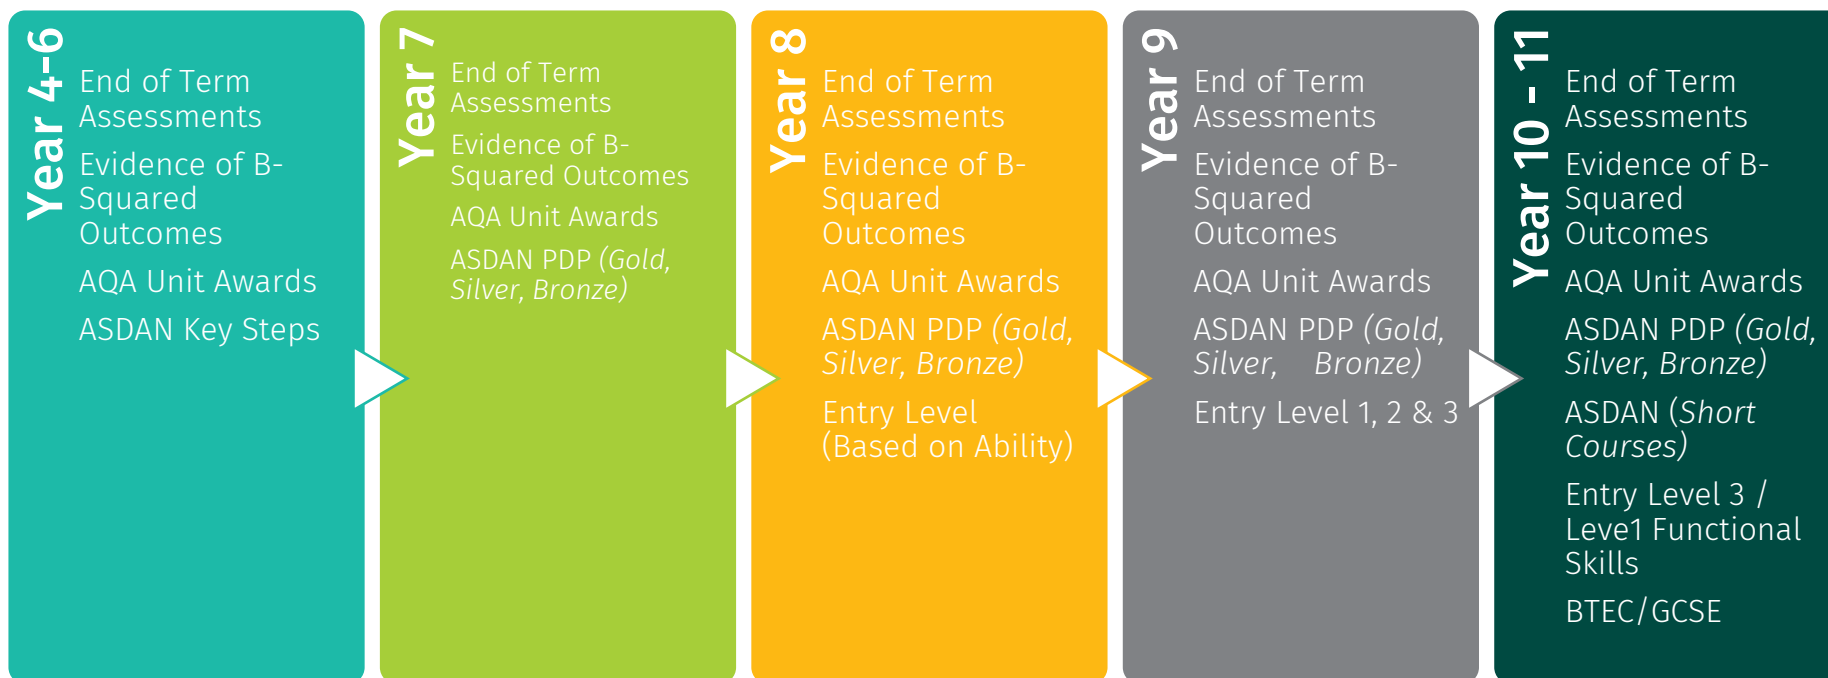 Year 4-6
End of Term
Assessments
Evidence of B-
Squared
Outcomes
AQA Unit Awards
ASDAN Key Steps
Year 7
End of Term
Assessments
Evidence of B-
Squared Outcomes
AQA Unit Awards
ASDAN PDP (Gold,
Silver, Bronze)
Year 8
End of Term
Assessments
Evidence of B-
Squared
Outcomes
AQA Unit Awards
ASDAN PDP (Gold,
Silver, Bronze)
Entry Level
(Based on Ability)
Year 9
End of Term
Assessments
Evidence of B-
Squared
Outcomes
AQA Unit Awards
ASDAN PDP (Gold,
Silver, Bronze)
Entry Level 1, 2 & 3
Year 10 - 11
End of Term
Assessments
Evidence of B-
Squared
Outcomes
AQA Unit Awards
ASDAN PDP (Gold,
Silver, Bronze)
ASDAN (Short
Courses)
Entry Level 3 /
Leve1 Functional
Skills
BTEC/GCSE